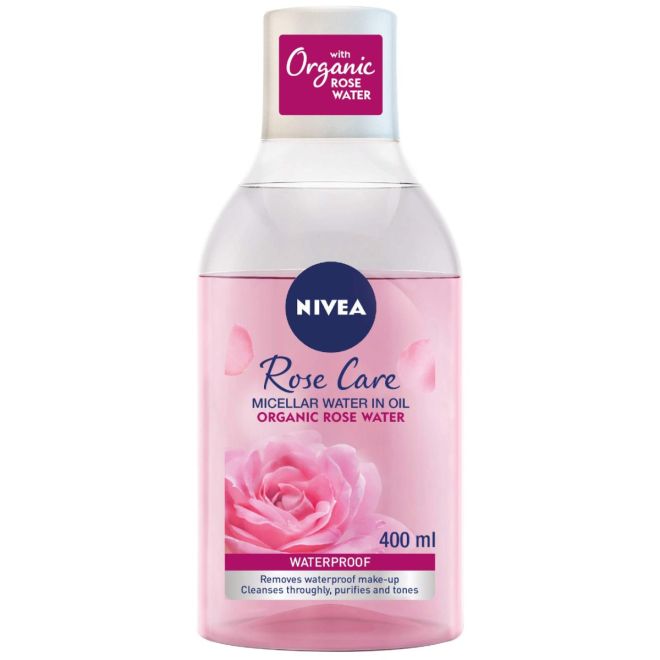 with
Organic
ROSE
WATER
NIVEA
Rose Care
MICELLAR WATER IN OIL
ORGANIC ROSE WATER
400 ml
WATERPROOF
Removes waterproof make-up
Cleanses throughly, purifies and tones